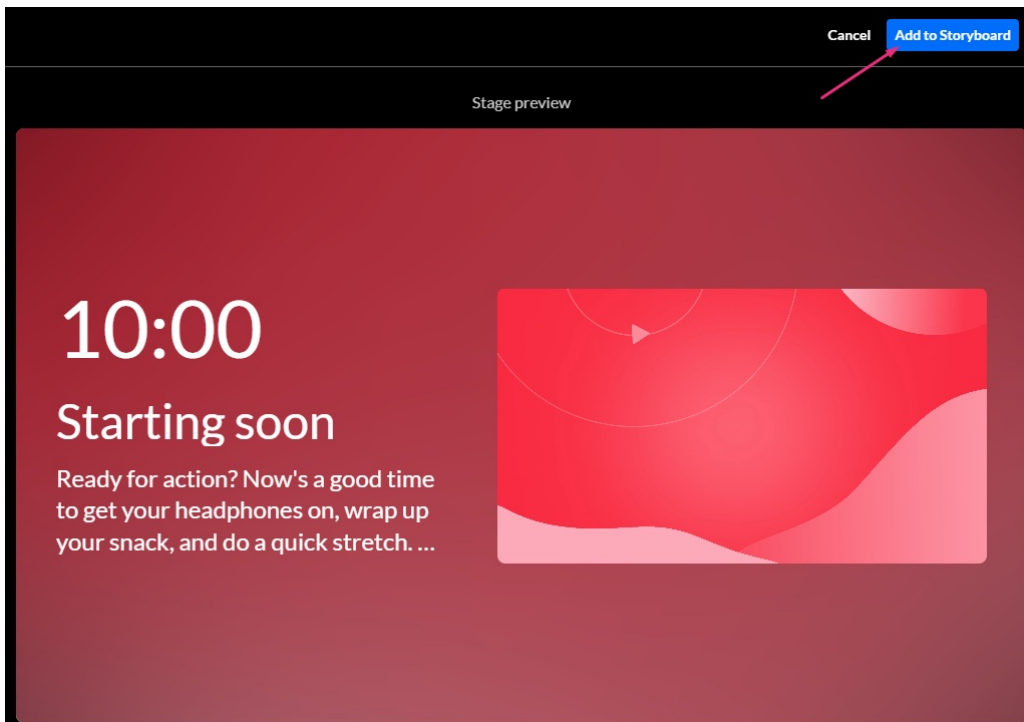 Cancel
Add to Storyboard
Stage preview
10:00
Starting soon
Ready for action? Now's a good time
to get your headphones on, wrap up
your snack, and do a quick stretch. ...